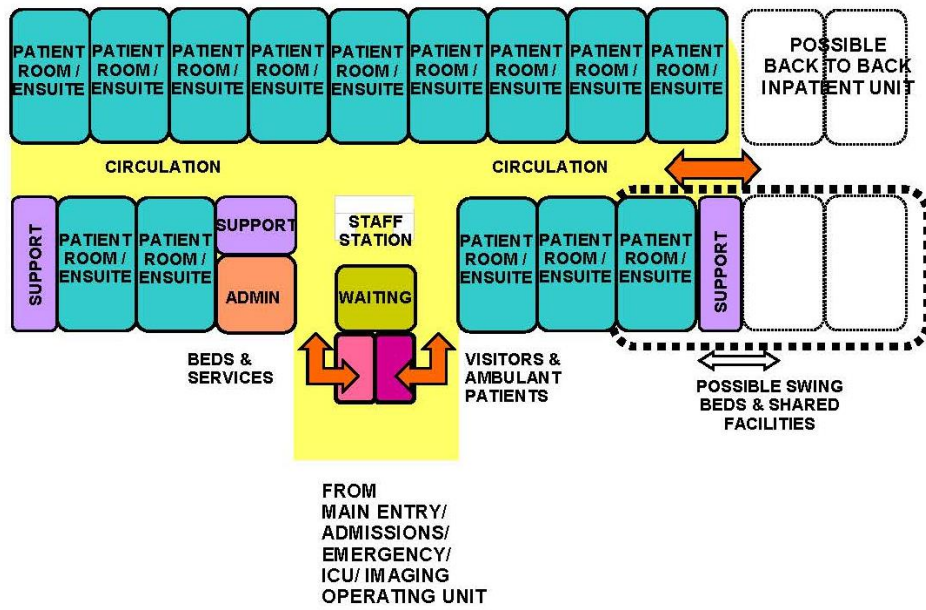 PATIENT
ROOM /
ENSUITE
PATIENT
ROOM /
ENSUITE
PATIENT
ROOM /
ENSUITE
PATIENT
ROOM /
ENSUITE
PATIENT
ROOM /
ENSUITE
PATIENT
ROOM /
ENSUITE
PATIENT
ROOM /
ENSUITE
PATIENT
ROOM /
ENSUITE
PATIENT
ROOM /
ENSUITE
POSSIBLE
BACK TO BACK
INPATIENT UNIT
CIRCULATION
CIRCULATION
SUPPORT
PATIENT
ROOM /
ENSUITE
PATIENT
ROOM /
ENSUITE
SUPPORT
ADMIN
STAFF
STATION
WAITING
PATIENT
ROOM /
ENSUITE
PATIENT
ROOM /
ENSUITE
PATIENT
ROOM /
ENSUITE
SUPPORT
BEDS &
SERVICES
VISITORS &
AMBULANT
PATIENTS
POSSIBLE SWING
BEDS & SHARED
FACILITIES
FROM
MAIN ENTRY/
ADMISSIONS/
EMERGENCY/
ICU/ IMAGING
OPERATING UNIT